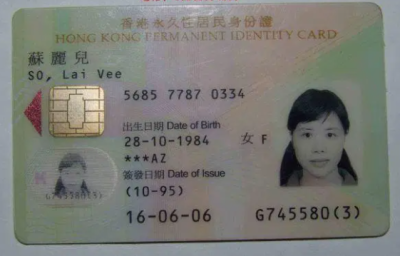 香港永久性居民身份證
HONG KONG PERMANENT IDENTITY CARD
蘇麗兒
SO, Lai Vee
5685 7787 0334
出生日期 Date of Birth
28-10-1984 女 F
***AZ
簽發日期 Date of Issue
(10-95)
16-06-06 G745580(3)